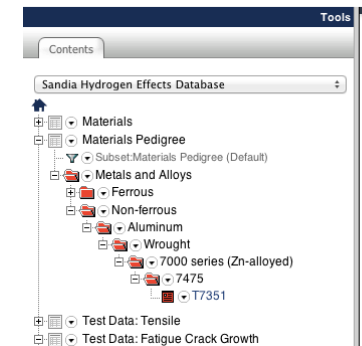 Tools
Contents
Sandia Hydrogen Effects Database
Materials
Materials Pedigree
Subset:Materials Pedigree (Default)
Metals and Alloys
Ferrous
Non-ferrous
Aluminum
Wrought
7000 series (Zn-alloyed)
7475
T7351
Test Data: Tensile
Test Data: Fatigue Crack Growth